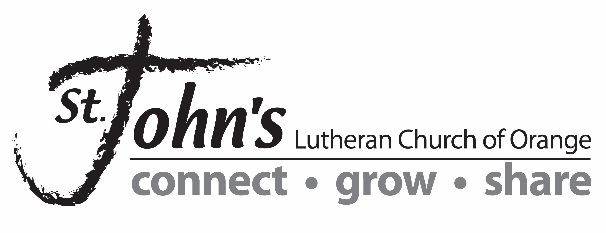 St. John's Lutheran Church of Orange
connect • grow • share